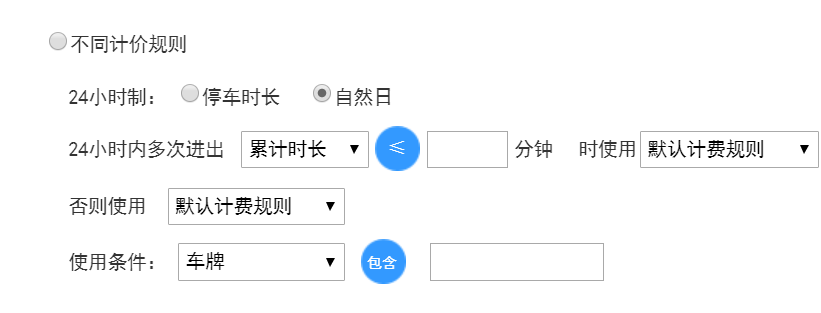 不同计价规则
24小时制： 停车时长 自然日
24小时内多次进出 累计时长 ≤ 分钟 时使用 默认计费规则
否则使用 默认计费规则
使用条件： 车牌 包含